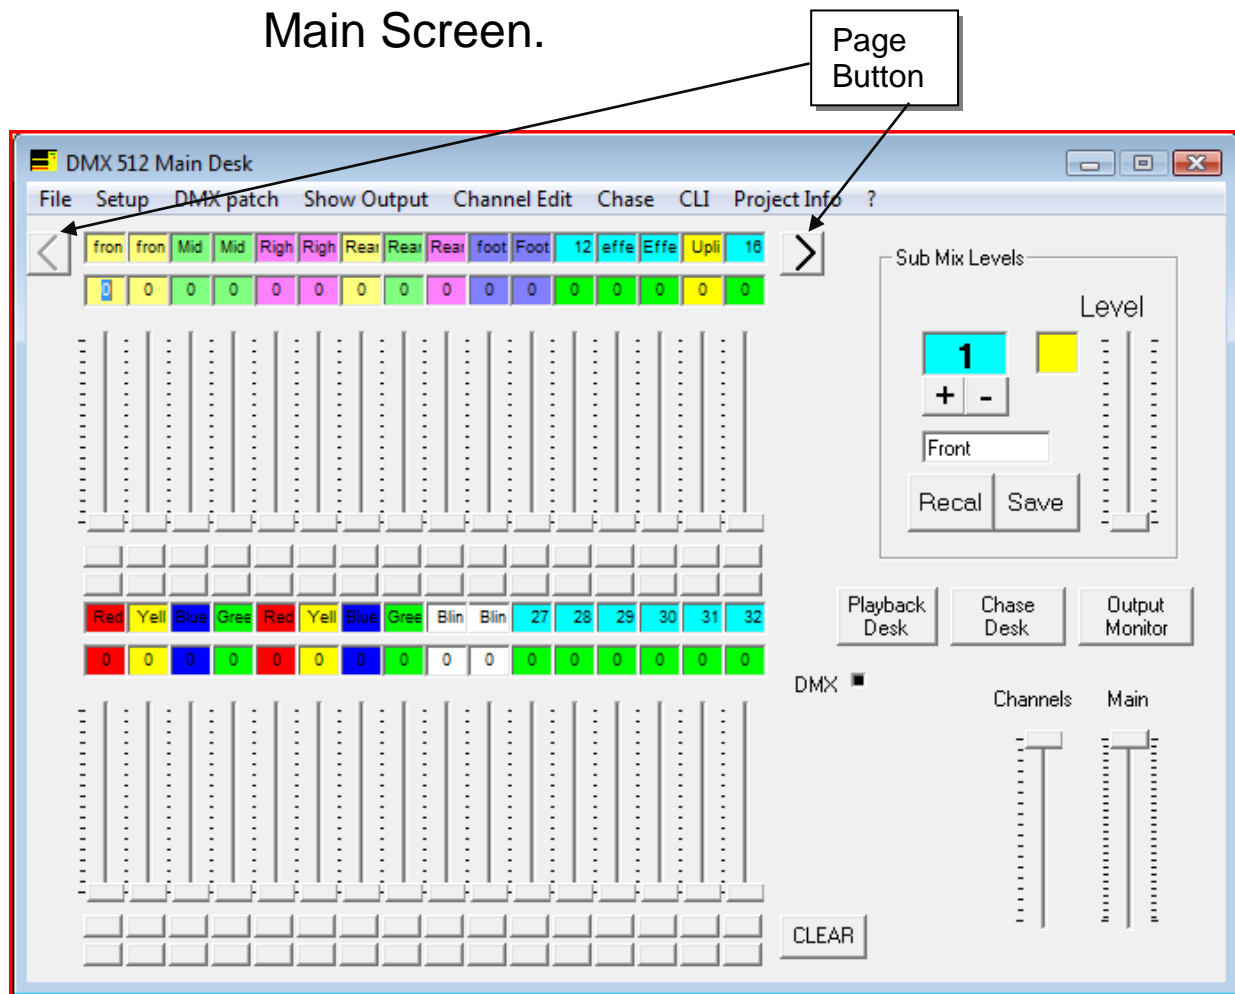 Main Screen.
Page
Button
DMX 512 Main Desk
File Setup DMX patch Show Output Channel Edit Chase CLI Project Info ?
< fron fron Mid Mid Righ Righ Rear Rear Rear foot Foot 12 effe Effe Upli 16 >
0 0 0 0 0 0 0 0 0 0 0 0 0 0 0 0
Sub Mix Levels
Level
1
+ -
Front
Recal Save
Red Yell Blue Gree Red Yell Blue Gree Blin Blin 27 28 29 30 31 32
0 0 0 0 0 0 0 0 0 0 0 0 0 0 0 0
Playback
Desk
Chase
Desk
Output
Monitor
DMX
Channels Main
CLEAR